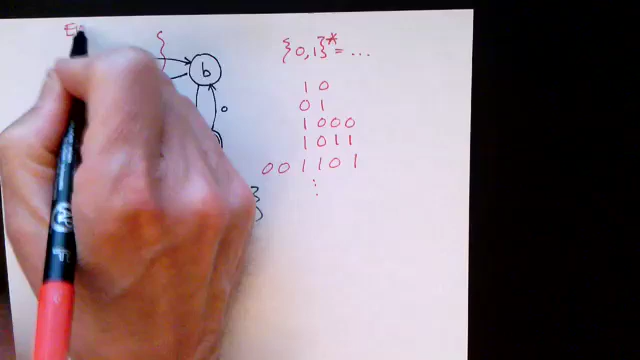 {0,1}* = ...
b
1 0
0
0 1
1 0 0 0
1 0 1 1
0 0 1 1 0 1